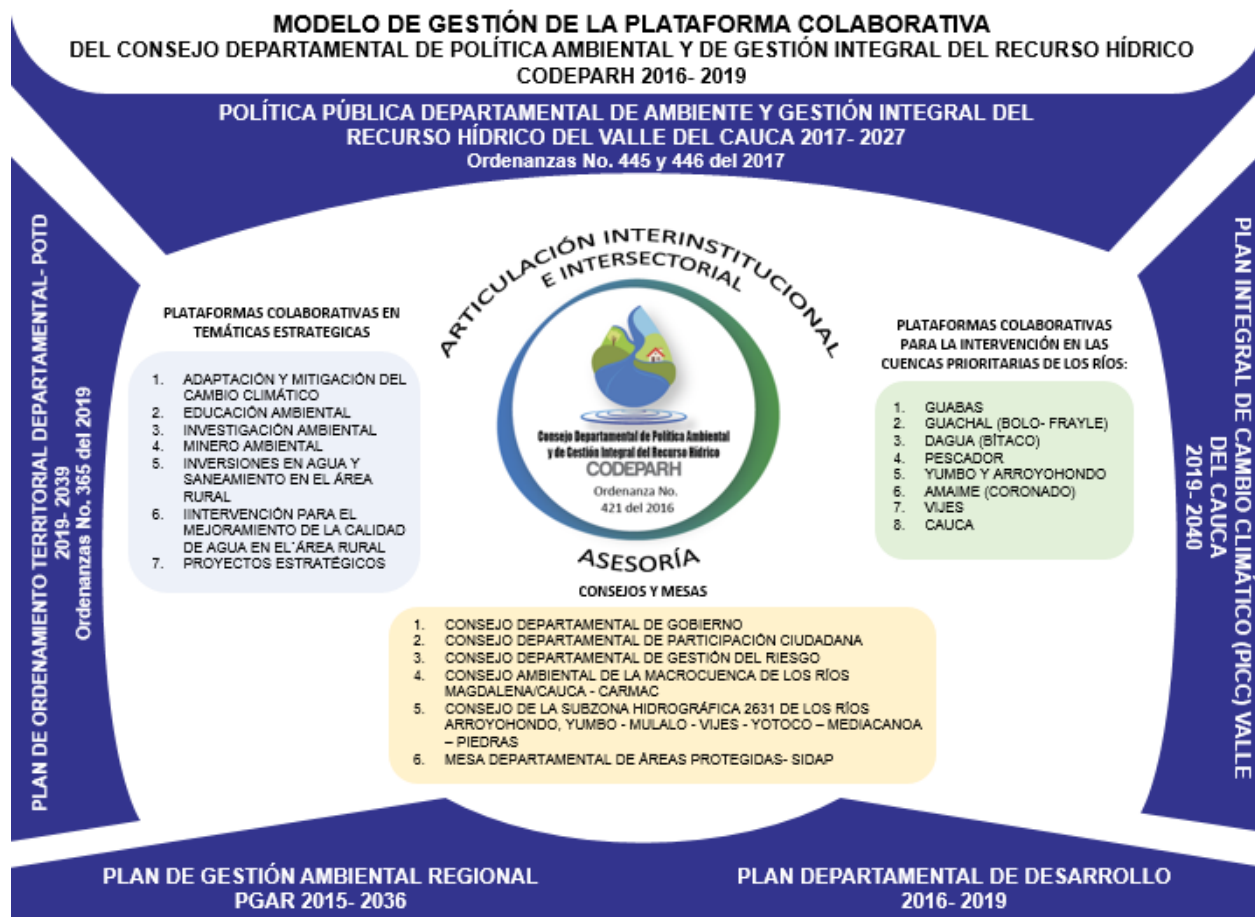 MODELO DE GESTIÓN DE LA PLATAFORMA COLABORATIVA
DEL CONSEJO DEPARTAMENTAL DE POLÍTICA AMBIENTAL Y DE GESTIÓN INTEGRAL DEL RECURSO HÍDRICO
CODEPARH 2016- 2019
POLÍTICA PÚBLICA DEPARTAMENTAL DE AMBIENTE Y GESTIÓN INTEGRAL DEL
RECURSO HÍDRICO DEL VALLE DEL CAUCA 2017- 2027
Ordenanzas No. 445 y 446 del 2017
PLAN DE ORDENAMIENTO TERRITORIAL DEPARTAMENTAL- POTD
2019- 2039
Ordenanzas No. 365 del 2019
PLATAFORMAS COLABORATIVAS EN
TEMÁTICAS ESTRATEGICAS
1. ADAPTACIÓN Y MITIGACIÓN DEL
CAMBIO CLIMÁTICO
2. EDUCACIÓN AMBIENTAL
3. INVESTIGACIÓN AMBIENTAL
4. MINERO AMBIENTAL
5. INVERSIONES EN AGUA Y
SANEAMIENTO EN EL ÁREA
RURAL
6. IINTERVENCIÓN PARA EL
MEJORAMIENTO DE LA CALIDAD
DE AGUA EN EL´ÁREA RURAL
7. PROYECTOS ESTRATÉGICOS
ARTICULACIÓN INTERINSTITUCIONAL
E INTERSECTORIAL
Consejo Departamental de Política Ambiental
y de Gestión Integral del Recurso Hídrico
CODEPARH
Ordenanza No.
421 del 2016
ASESORÍA
PLATAFORMAS COLABORATIVAS
PARA LA INTERVENCIÓN EN LAS
CUENCAS PRIORITARIAS DE LOS RÍOS:
1. GUABAS
2. GUACHAL (BOLO- FRAYLE)
3. DAGUA (BÍTACO)
4. PESCADOR
5. YUMBO Y ARROYOHONDO
6. AMAIME (CORONADO)
7. VIJES
8. CAUCA
PLAN INTEGRAL DE CAMBIO CLIMÁTICO (PICC) VALLE
DEL CAUCA
2019- 2040
CONSEJOS Y MESAS
1. CONSEJO DEPARTAMENTAL DE GOBIERNO
2. CONSEJO DEPARTAMENTAL DE PARTICIPACIÓN CIUDADANA
3. CONSEJO DEPARTAMENTAL DE GESTIÓN DEL RIESGO
4. CONSEJO AMBIENTAL DE LA MACROCUENCA DE LOS RÍOS
MAGDALENA/CAUCA - CARMAC
5. CONSEJO DE LA SUBZONA HIDROGRÁFICA 2631 DE LOS RÍOS
ARROYOHONDO, YUMBO - MULALO - VIJES - YOTOCO – MEDIACANOA
– PIEDRAS
6. MESA DEPARTAMENTAL DE ÁREAS PROTEGIDAS- SIDAP
PLAN DE GESTIÓN AMBIENTAL REGIONAL
PGAR 2015- 2036
PLAN DEPARTAMENTAL DE DESARROLLO
2016- 2019